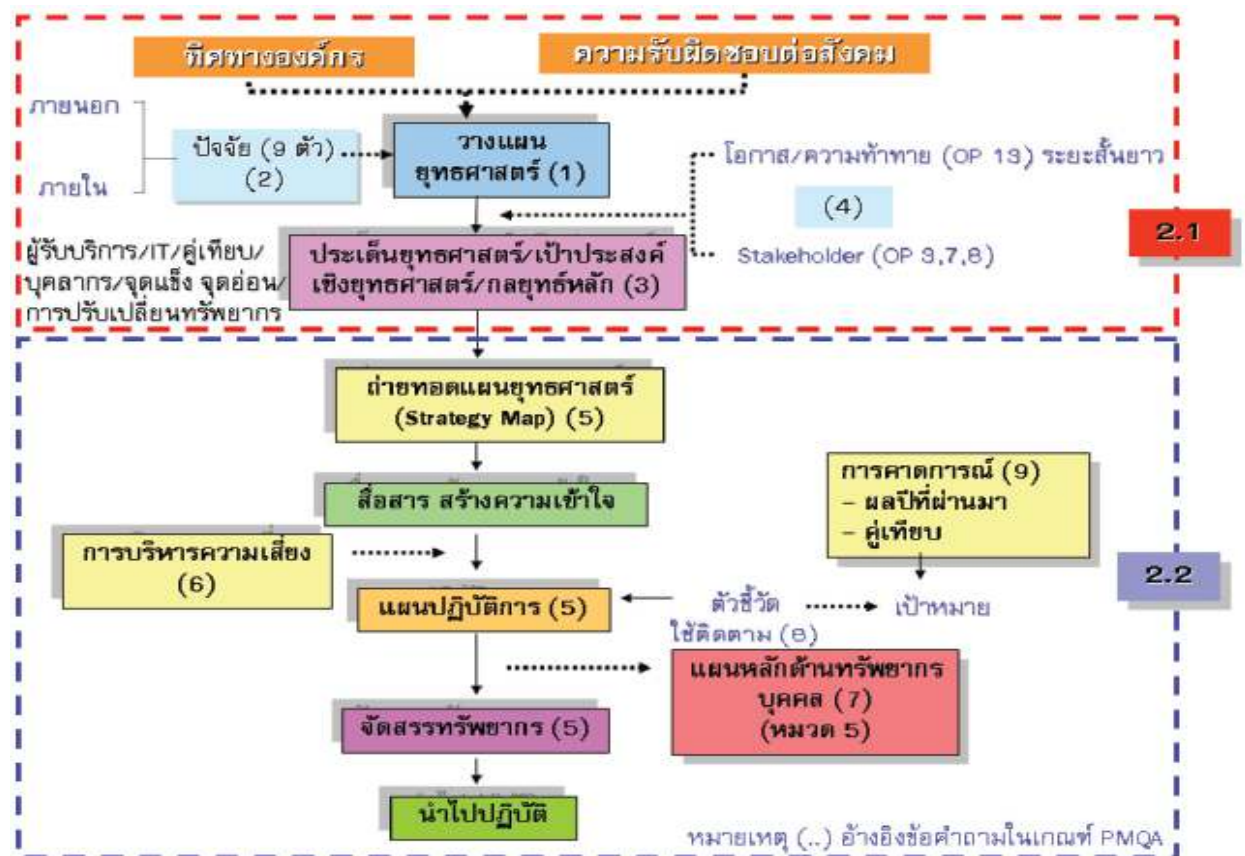 ทิศทางองค์กร
ความรับผิดชอบต่อสังคม
ภายนอก
ภายใน
ปัจจัย (9 ตัว)
(2)
วางแผน
ยุทธศาสตร์ (1)
โอกาส/ความท้าทาย (OP 13) ระยะสั้นยาว
(4)
Stakeholder (OP 3,7,8)
2.1
ผู้รับบริการ/IT/คู่เทียบ/
บุคลากร/จุดแข็ง จุดอ่อน/
การปรับเปลี่ยนทรัพยากร
ประเด็นยุทธศาสตร์/เป้าประสงค์
เชิงยุทธศาสตร์/กลยุทธ์หลัก (3)
ถ่ายทอดแผนยุทธศาสตร์
(Strategy Map) (5)
สื่อสาร สร้างความเข้าใจ
การคาดการณ์ (9)
– ผลปีที่ผ่านมา
– คู่เทียบ
การบริหารความเสี่ยง
(6)
2.2
แผนปฏิบัติการ (5)
ตัวชี้วัด
ใช้ติดตาม (8)
เป้าหมาย
แผนหลักด้านทรัพยากร
บุคคล (7)
(หมวด 5)
จัดสรรทรัพยากร (5)
นำไปปฏิบัติ
หมายเหตุ (..) อ้างอิงข้อคำถามในเกณฑ์ PMQA